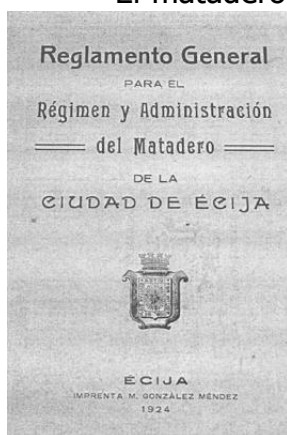 El matadero
Reglamento General
PARA EL
Régimen y Administración
del Matadero
DE LA
CIUDAD DE ÉCIJA
ÉCIJA
IMPRENTA M. GONZÁLEZ MÉNDEZ
1924